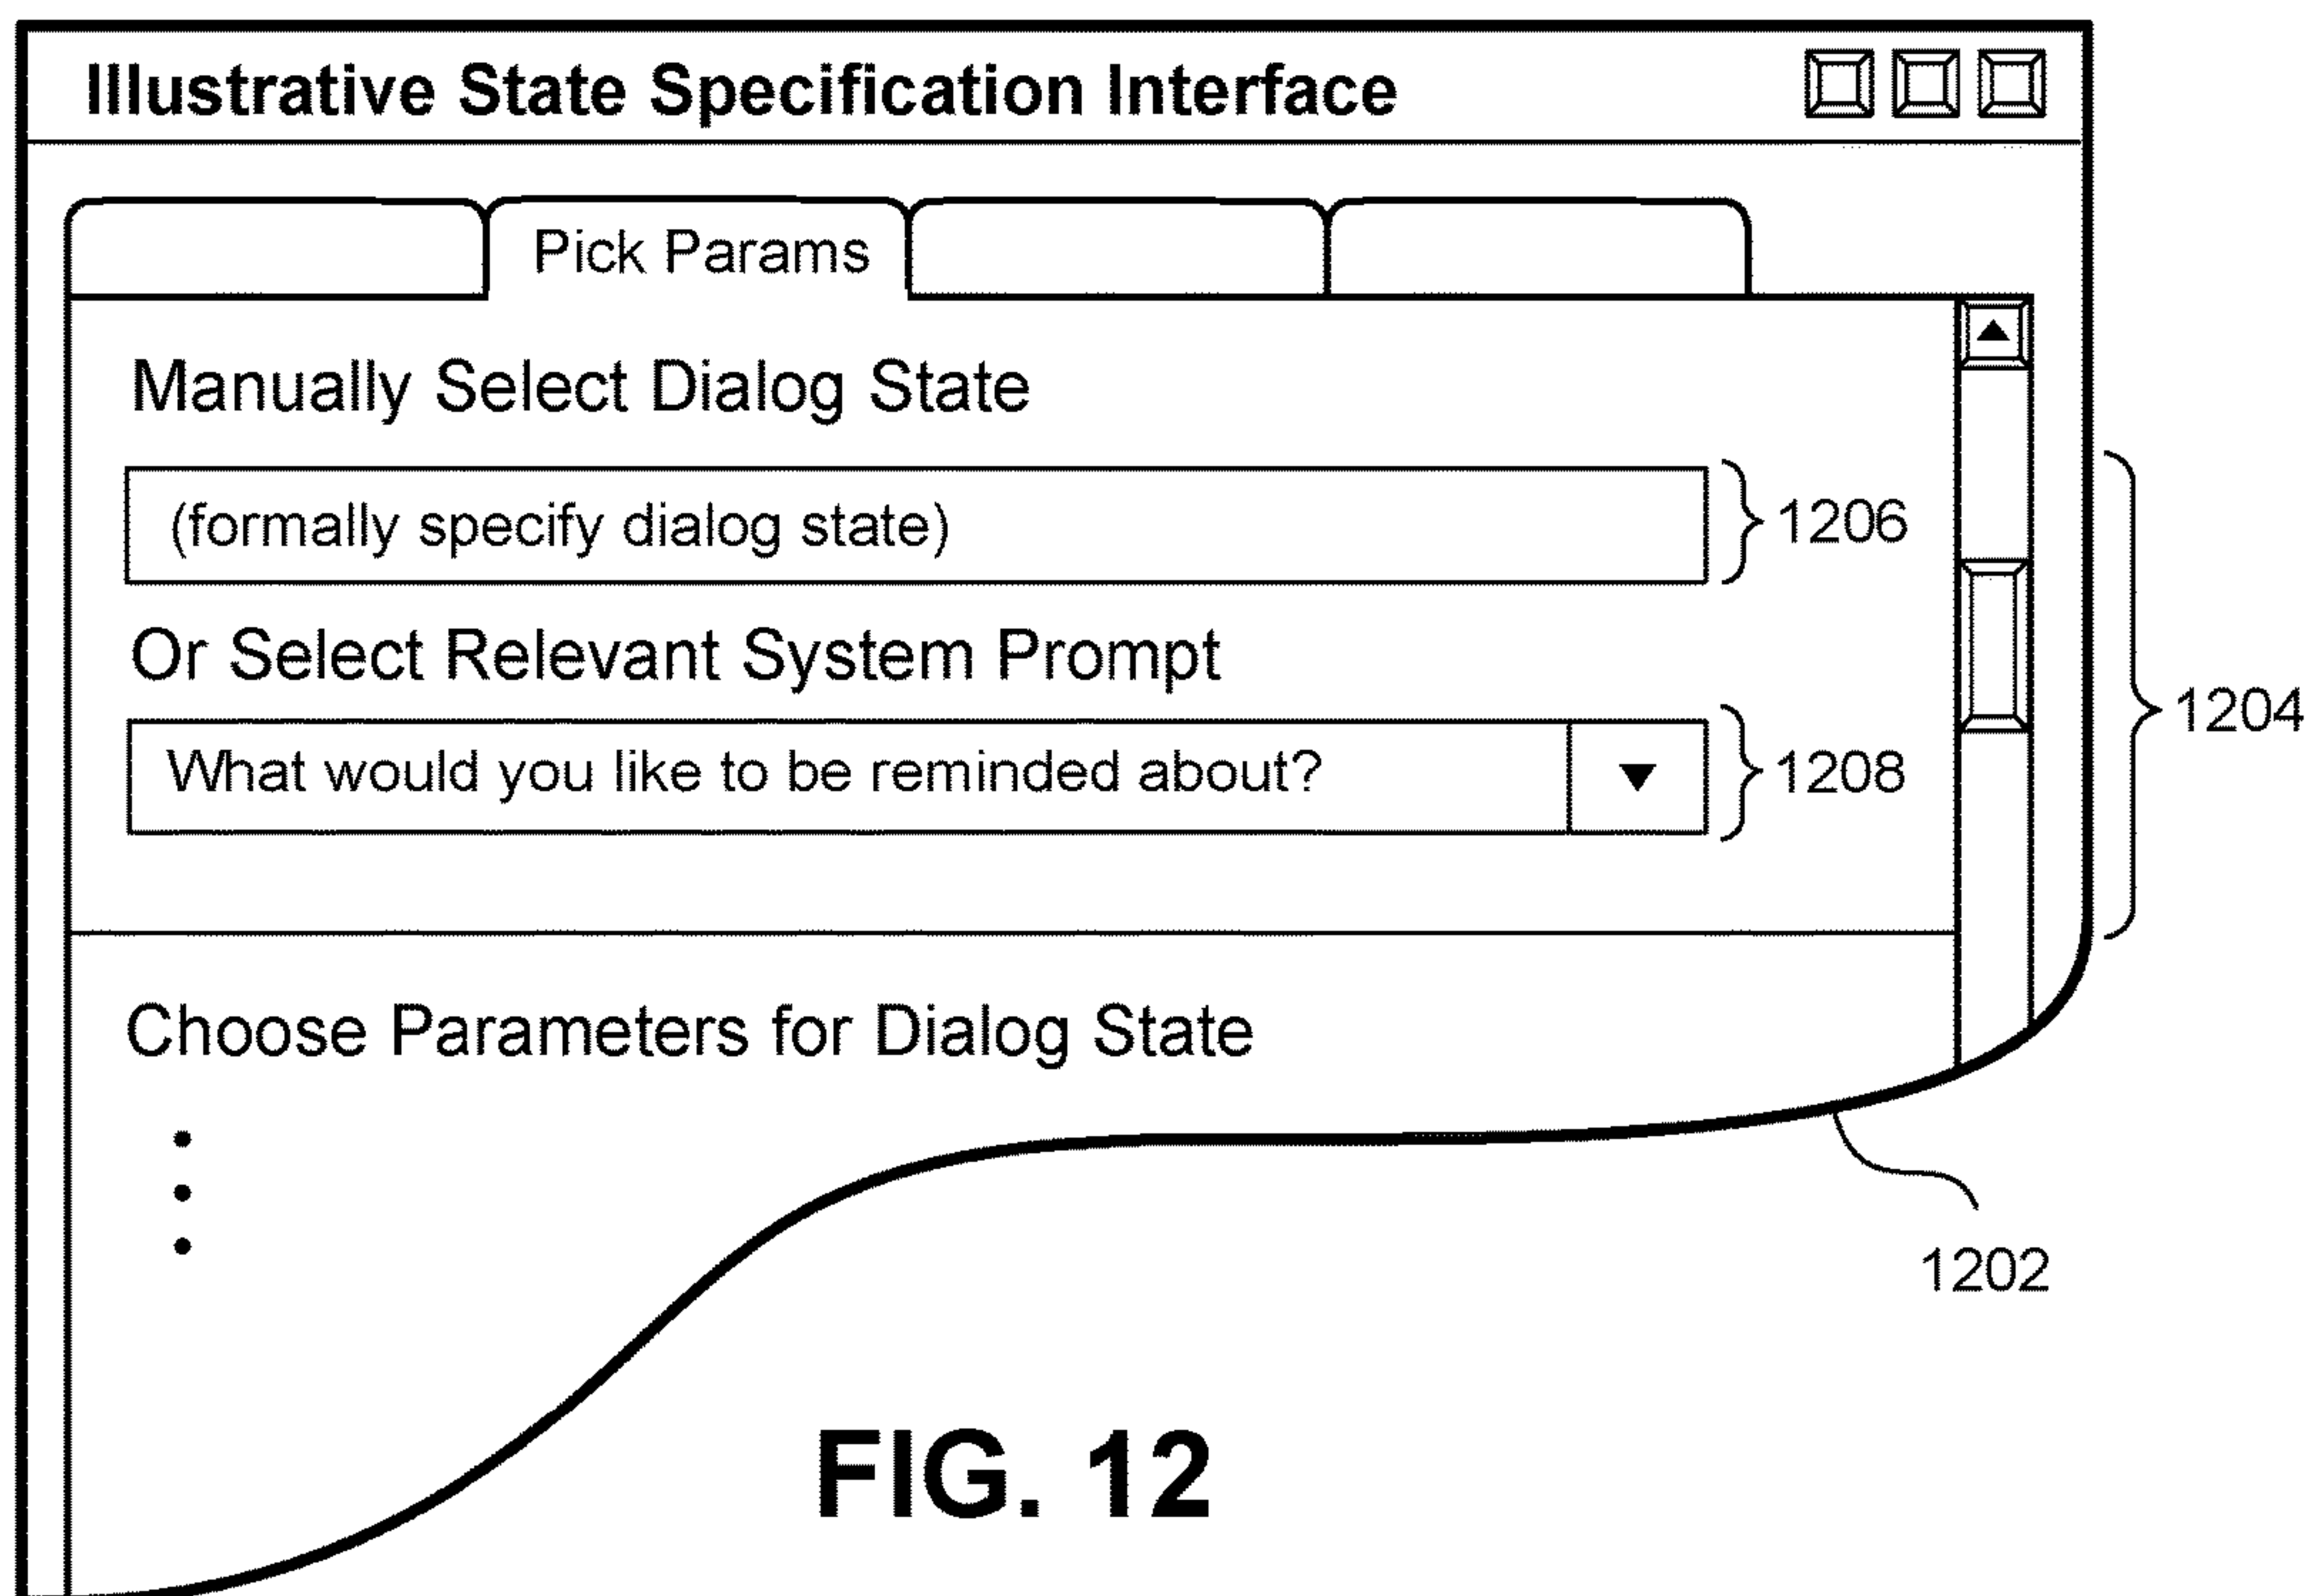 Illustrative State Specification Interface
Pick Params
Manually Select Dialog State
(formally specify dialog state)
1206
Or Select Relevant System Prompt
1204
What would you like to be reminded about?
1208
Choose Parameters for Dialog State
1202
FIG. 12